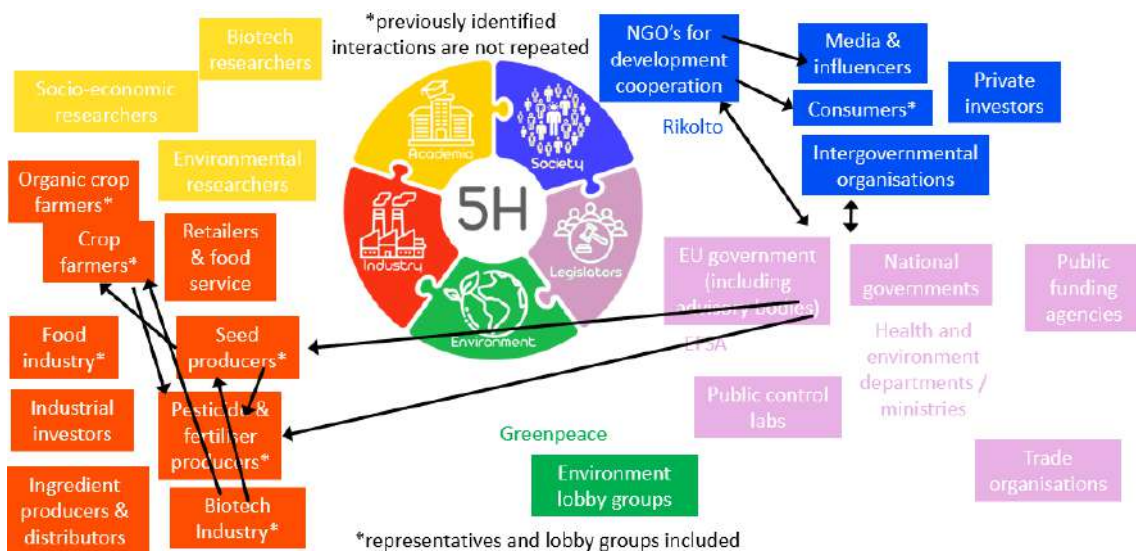 *previously identified
interactions are not repeated
Biotech
researchers
Socio-economic
researchers
Environmental
researchers
NGO's for
development
cooperation
Rikolto
Media &
influencers
Consumers*
Private
investors
Intergovernmental
organisations
Academia
Society
Industry
Legislators
Environment
5H
Organic crop
farmers*
Crop
farmers*
Retailers
& food
service
Food
industry*
Seed
producers*
Industrial
investors
Pesticide &
fertiliser
producers*
Ingredient
producers &
distributors
Biotech
Industry*
EU government
(including
advisory bodies)
EFSA
National
governments
Health and
environment
departments /
ministries
Public
funding
agencies
Public control
labs
Trade
organisations
Greenpeace
Environment
lobby groups
*representatives and lobby groups included